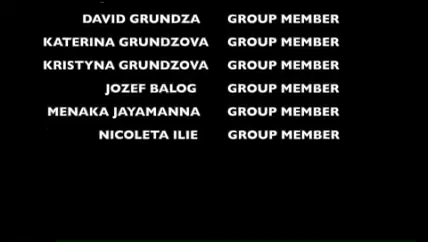 DAVID GRUNDZA GROUP MEMBER
KATERINA GRUNDZOVA GROUP MEMBER
KRISTYNA GRUNDZOVA GROUP MEMBER
JOZEF BALOG GROUP MEMBER
MENAKA JAYAMANNA GROUP MEMBER
NICOLETA ILIE GROUP MEMBER